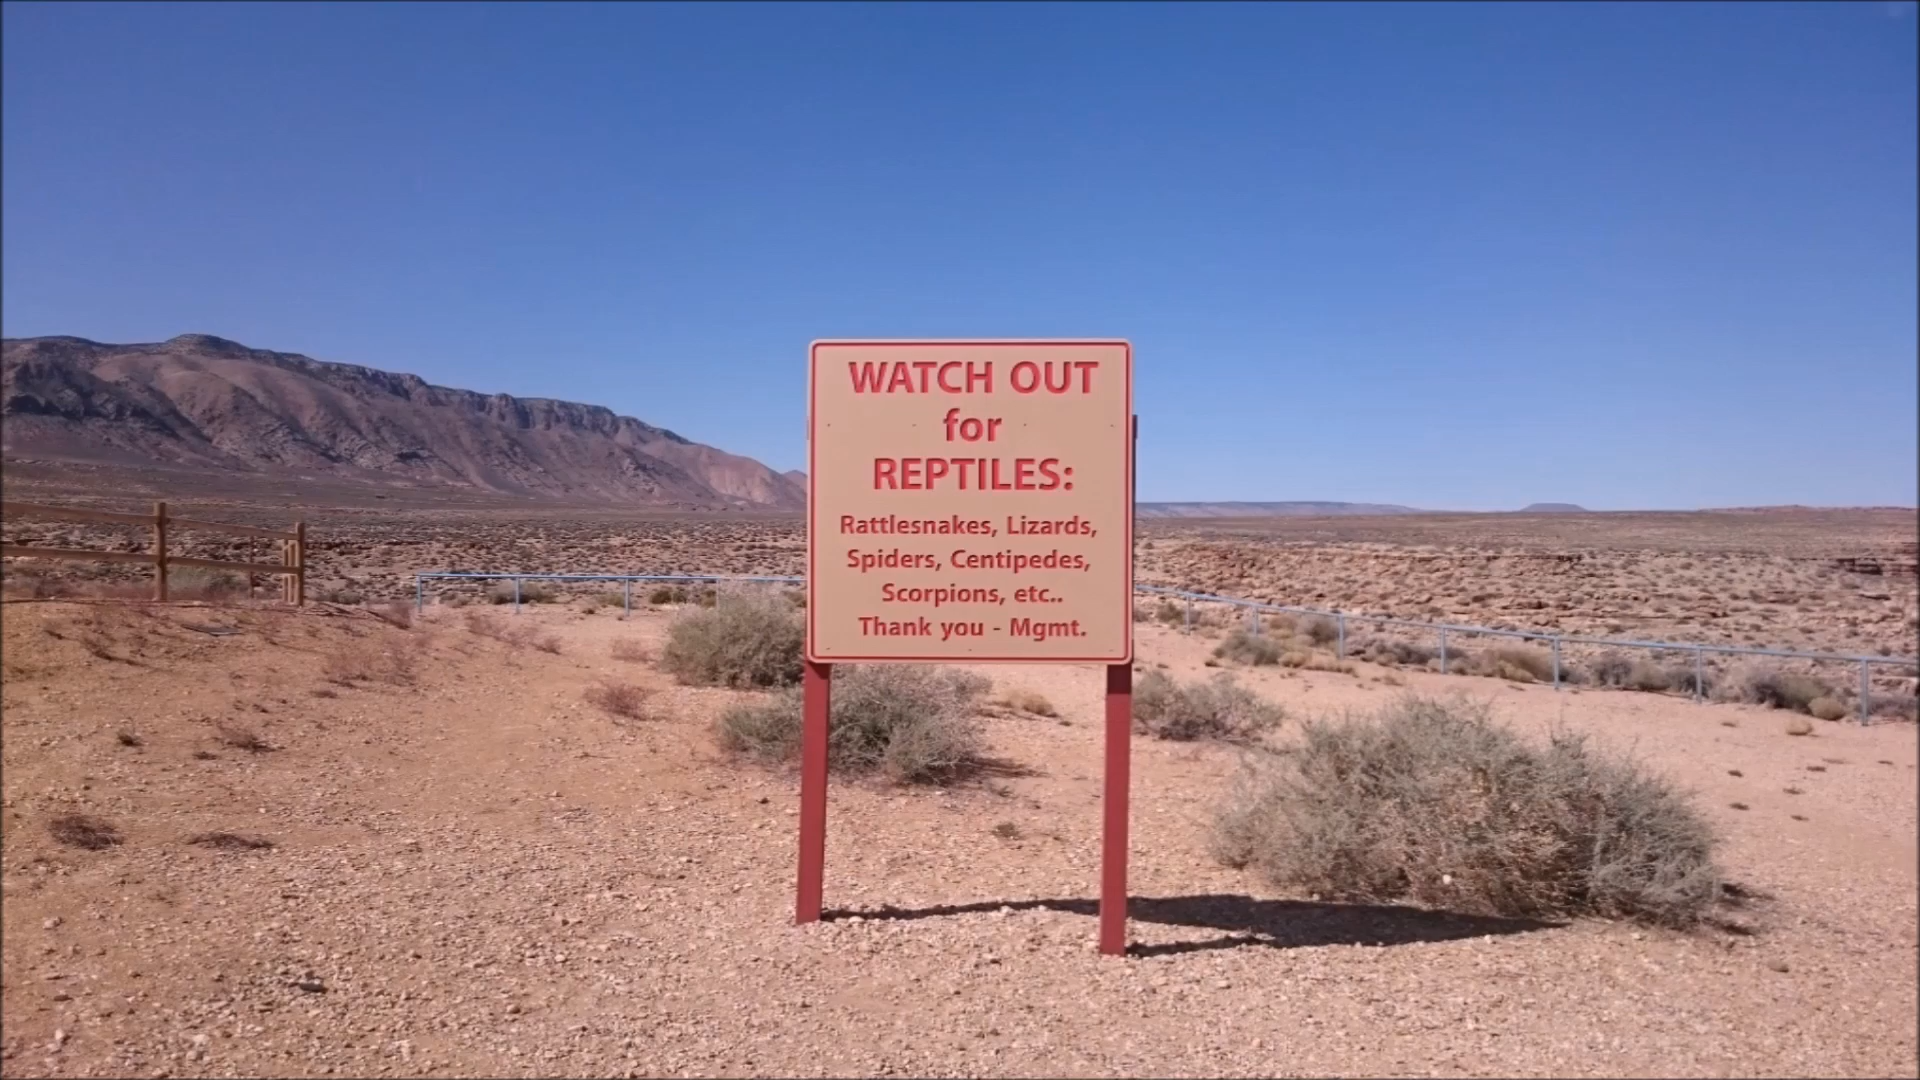 WATCH OUT
for
REPTILES:
Rattlesnakes, Lizards,
Spiders, Centipedes,
Scorpions, etc..
Thank you - Mgmt.